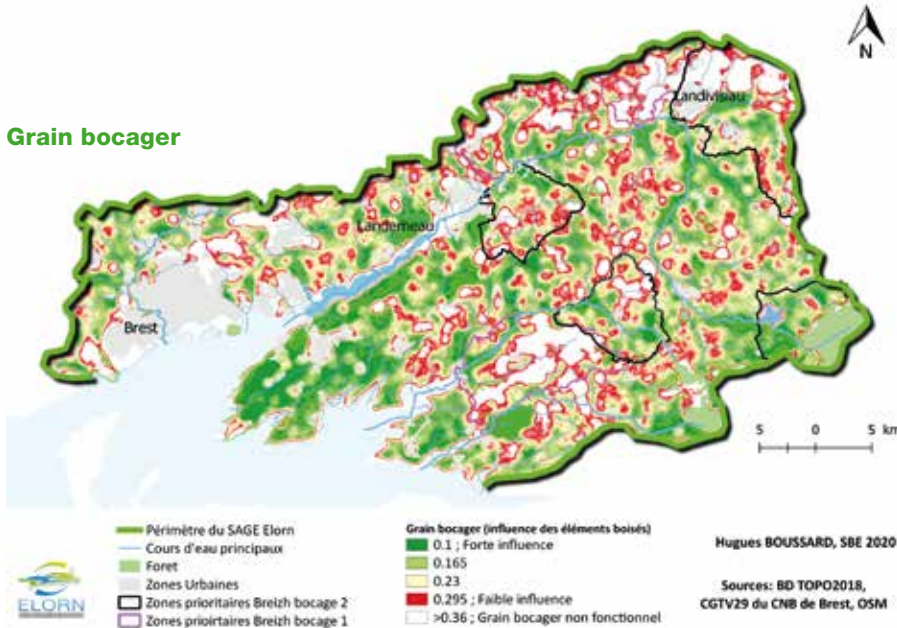 N
Landivisiau
Grain bocager
Landerneau
Brest
5 0 5 km
Périmètre du SAGE Elorn
Cours d'eau principaux
Foret
Zones Urbaines
Zones prioritaires Breizh bocage 2
Zones prioirtaires Breizh bocage 1
Grain bocager (influence des éléments boisés)
0.1 ; Forte influence
0.165
0.23
0.295 ; Faible influence
>0.36 ; Grain bocager non fonctionnel
Hugues BOUSSARD, SBE 2020
Sources: BD TOPO2018,
CGTV29 du CNB de Brest, OSM
ELORN